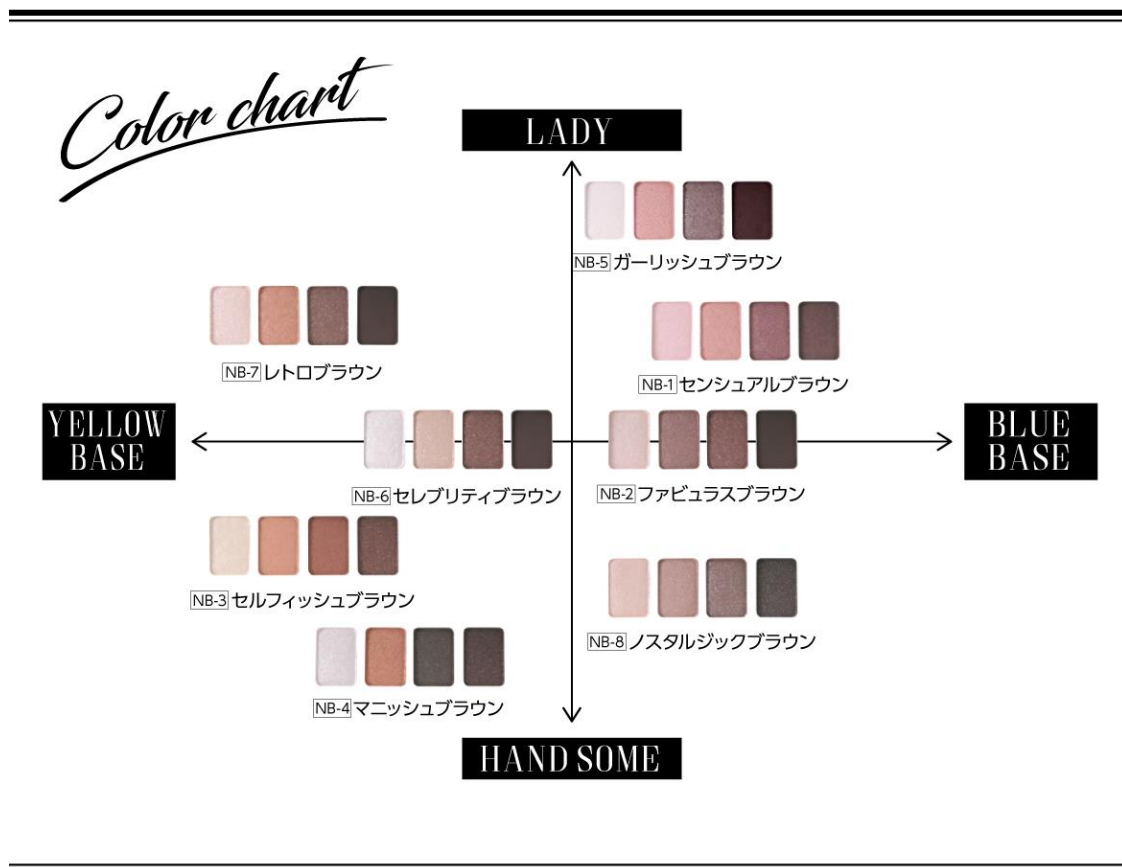 Color chart
LADY
NB-5 ガーリッシュブラウン
NB-7 レトロブラウン
NB-1 センシュアルブラウン
YELLOW
BASE
BLUE
BASE
NB-6 セレブリティブラウン
NB-2 ファビュラスブラウン
NB-3 セルフィッシュブラウン
NB-8 ノスタルジックブラウン
NB-4 マニッシュブラウン
HAND SOME